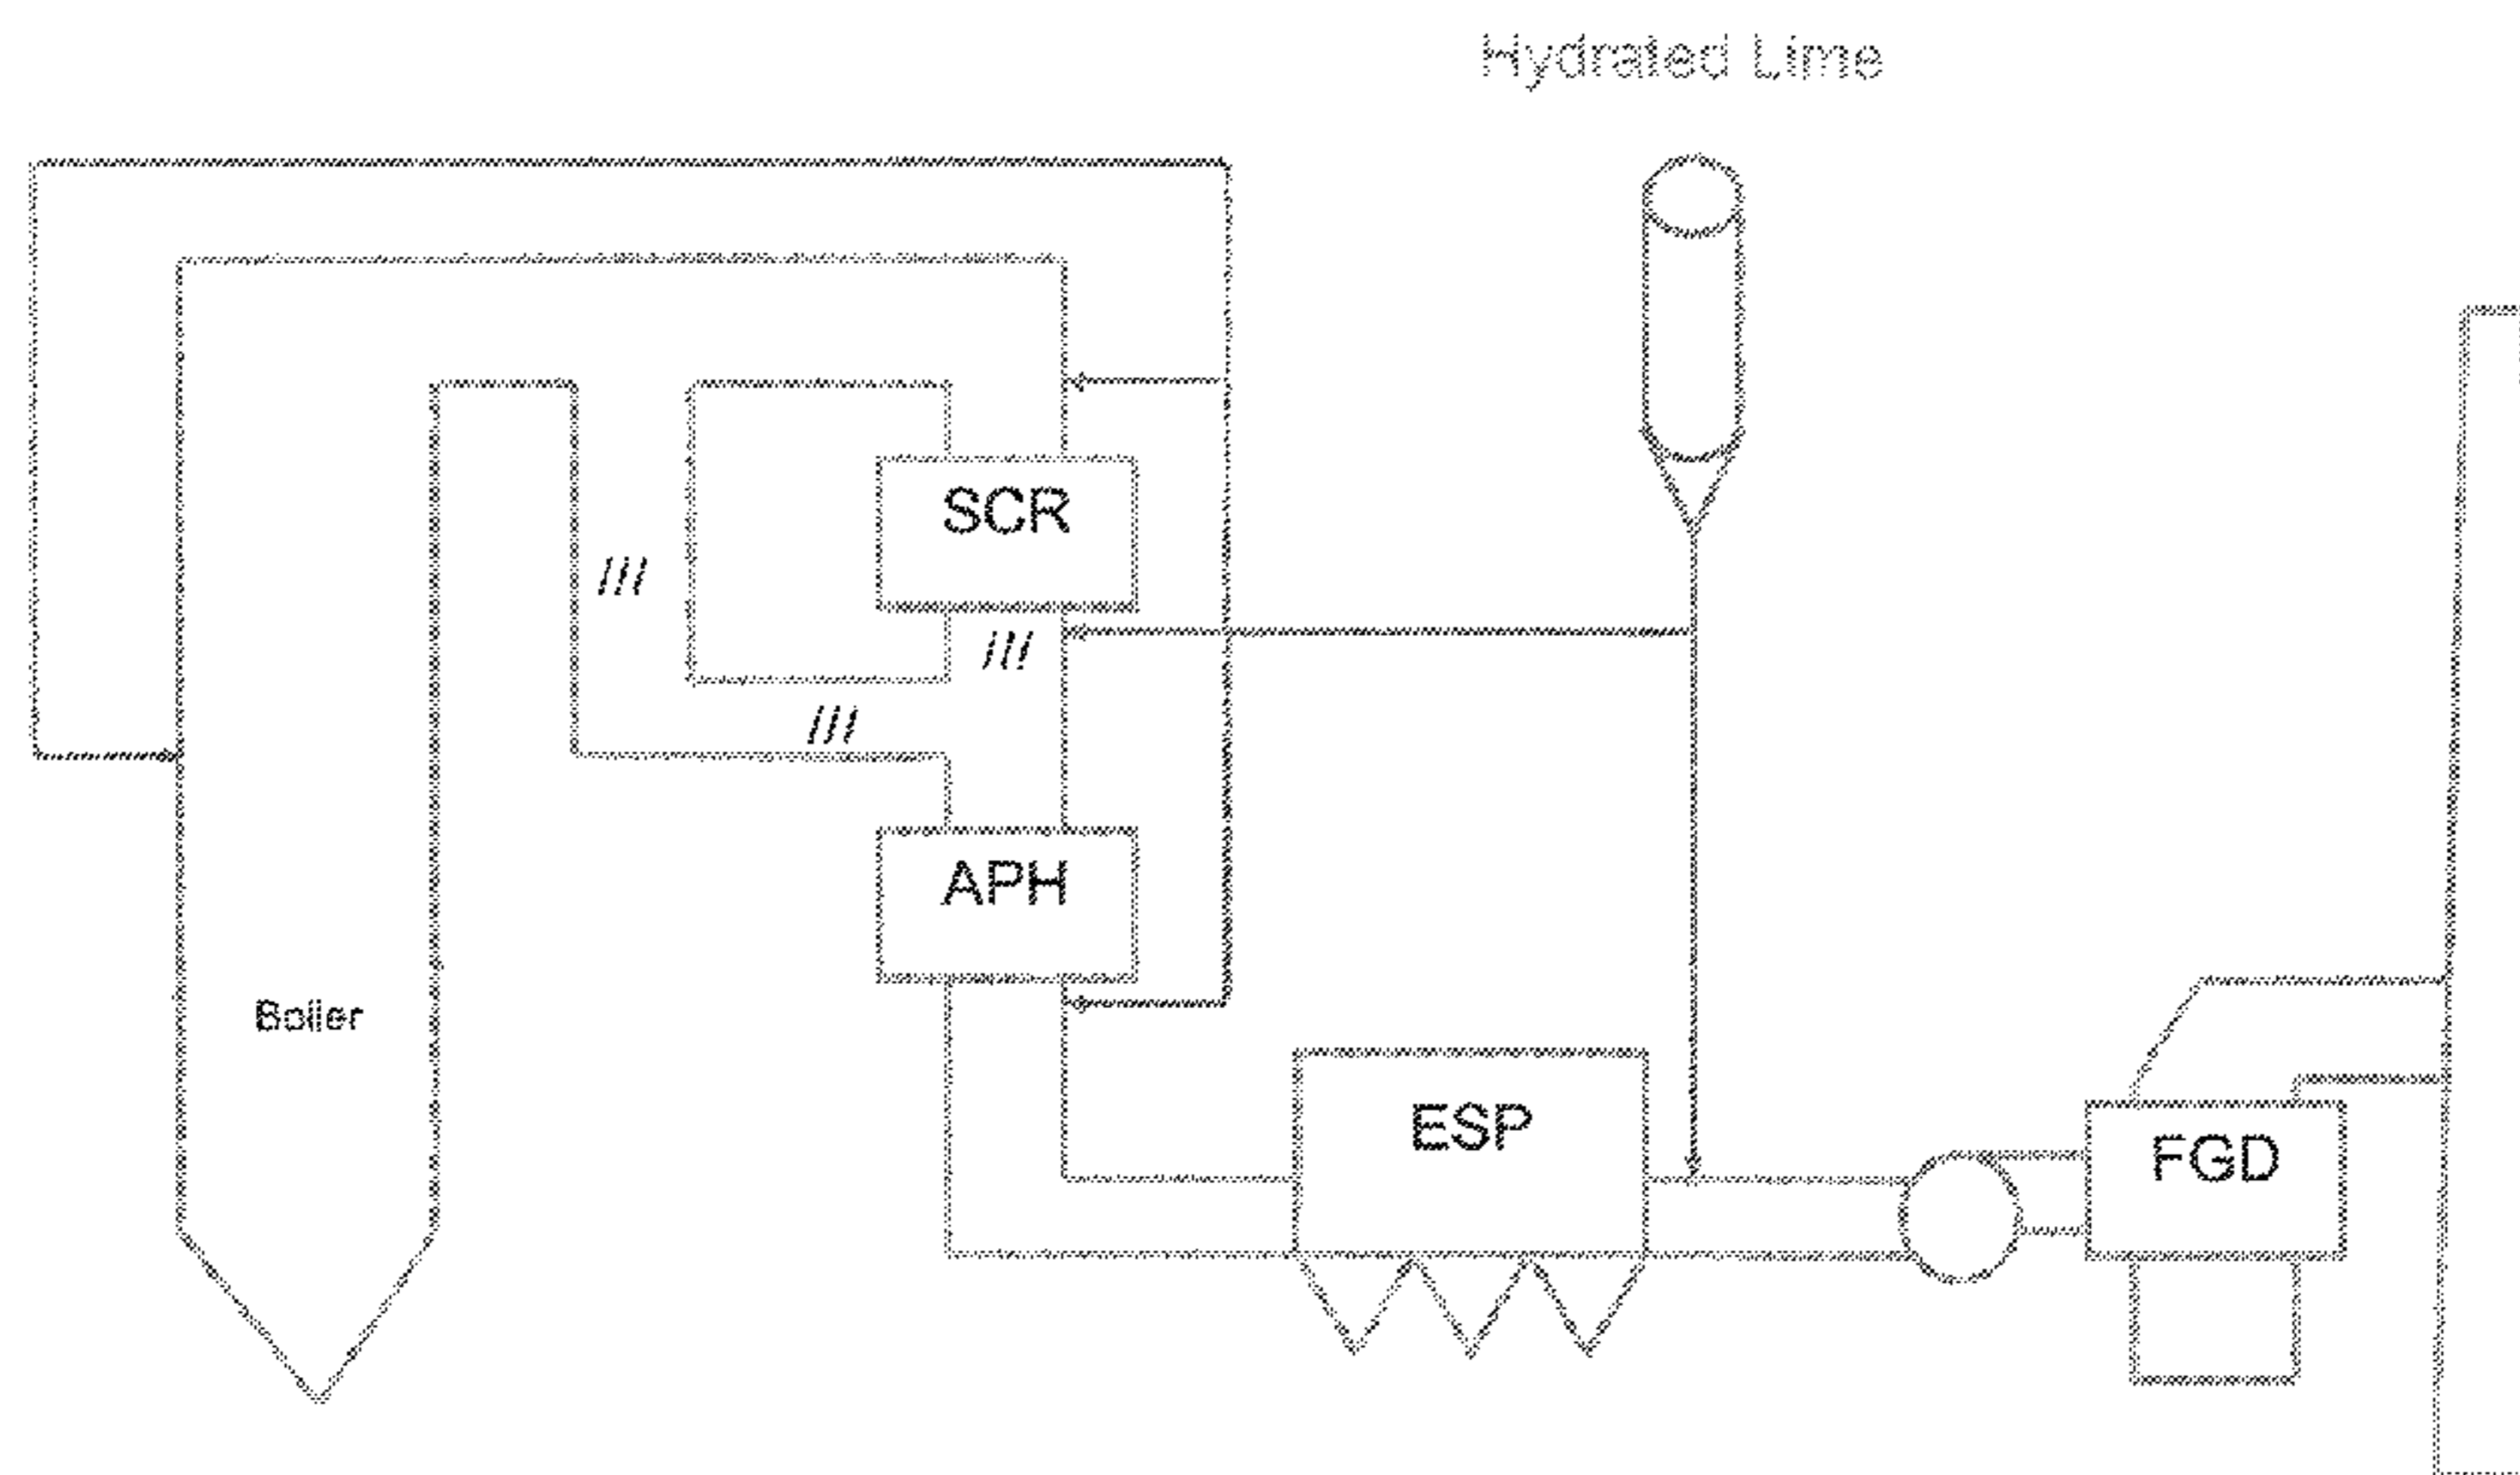 Hydrated Lime
SCR
///
///
///
APH
Boiler
ESP
FGD